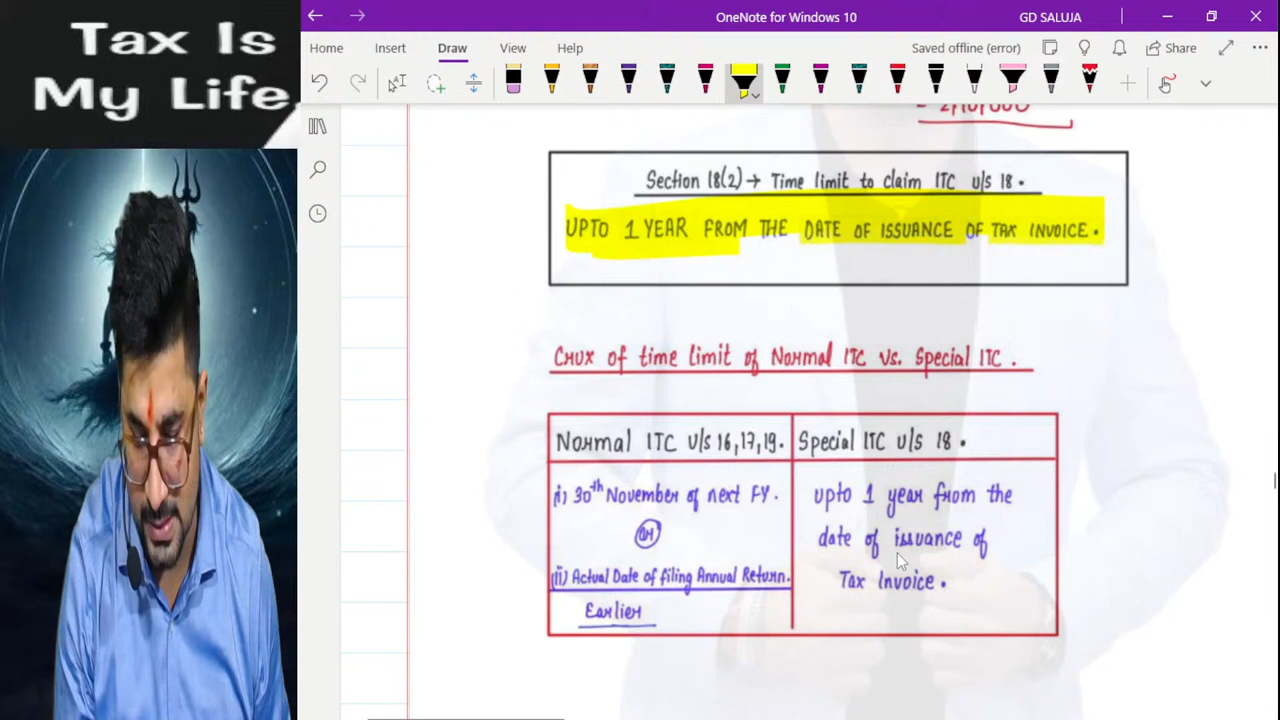 Tax Is
My Life
OneNote for Windows 10
GD SALUJA
Home
Insert
Draw
View
Help
Saved offline (error)
Share
= 2,10,000
Section 18(2) → Time limit to claim ITC u/s 18.
UPTO 1 YEAR FROM THE DATE OF ISSUANCE OF TAX INVOICE.
Crux of time limit of Normal ITC Vs. Special ITC.
Normal ITC U/s 16,17,19.
Special ITC u/s 18.
(i) 30th November of next FY.
OR
(ii) Actual Date of filing Annual Return.
Earlier
upto 1 year from the
date of issuance of
Tax Invoice.